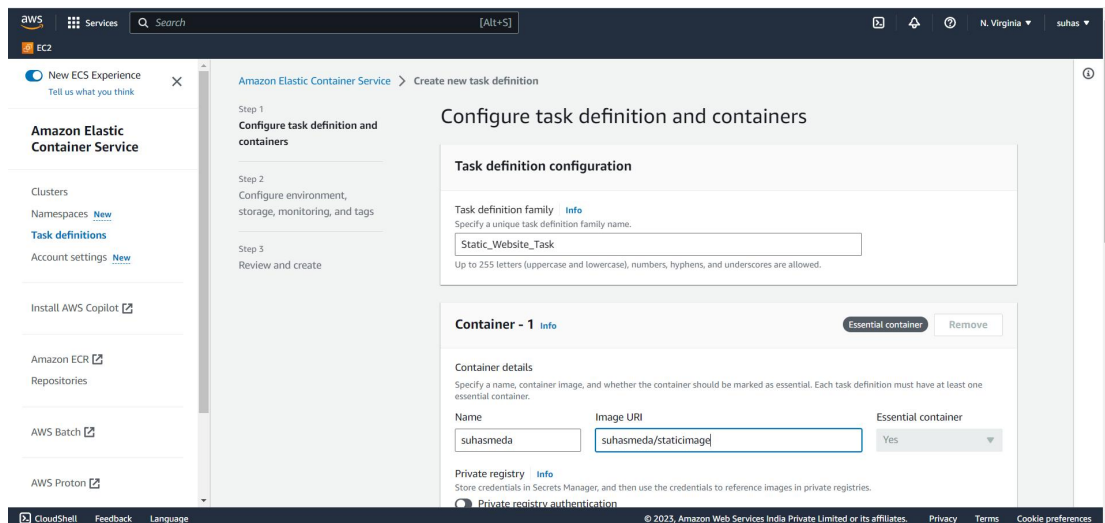 aws
Services
Search
[Alt+S]
N. Virginia
suhas
EC2
New ECS Experience
Tell us what you think
Amazon Elastic
Container Service
Clusters
Namespaces New
Task definitions
Account settings New
Install AWS Copilot
Amazon ECR
Repositories
AWS Batch
AWS Proton
Amazon Elastic Container Service > Create new task definition
Step 1
Configure task definition and
containers
Step 2
Configure environment,
storage, monitoring, and tags
Step 3
Review and create
Configure task definition and containers
Task definition configuration
Task definition family Info
Specify a unique task definition family name.
Static_Website_Task
Up to 255 letters (uppercase and lowercase), numbers, hyphens, and underscores are allowed.
Container - 1 Info
Essential container
Remove
Container details
Specify a name, container image, and whether the container should be marked as essential. Each task definition must have at least one
essential container.
Name
Image URI
Essential container
suhasmeda
suhasmeda/staticimage
Yes
Private registry Info
Store credentials in Secrets Manager, and then use the credentials to reference images in private registries.
Private registry authentication
CloudShell
Feedback
Language
© 2023, Amazon Web Services India Private Limited or its affiliates.
Privacy
Terms
Cookie preferences